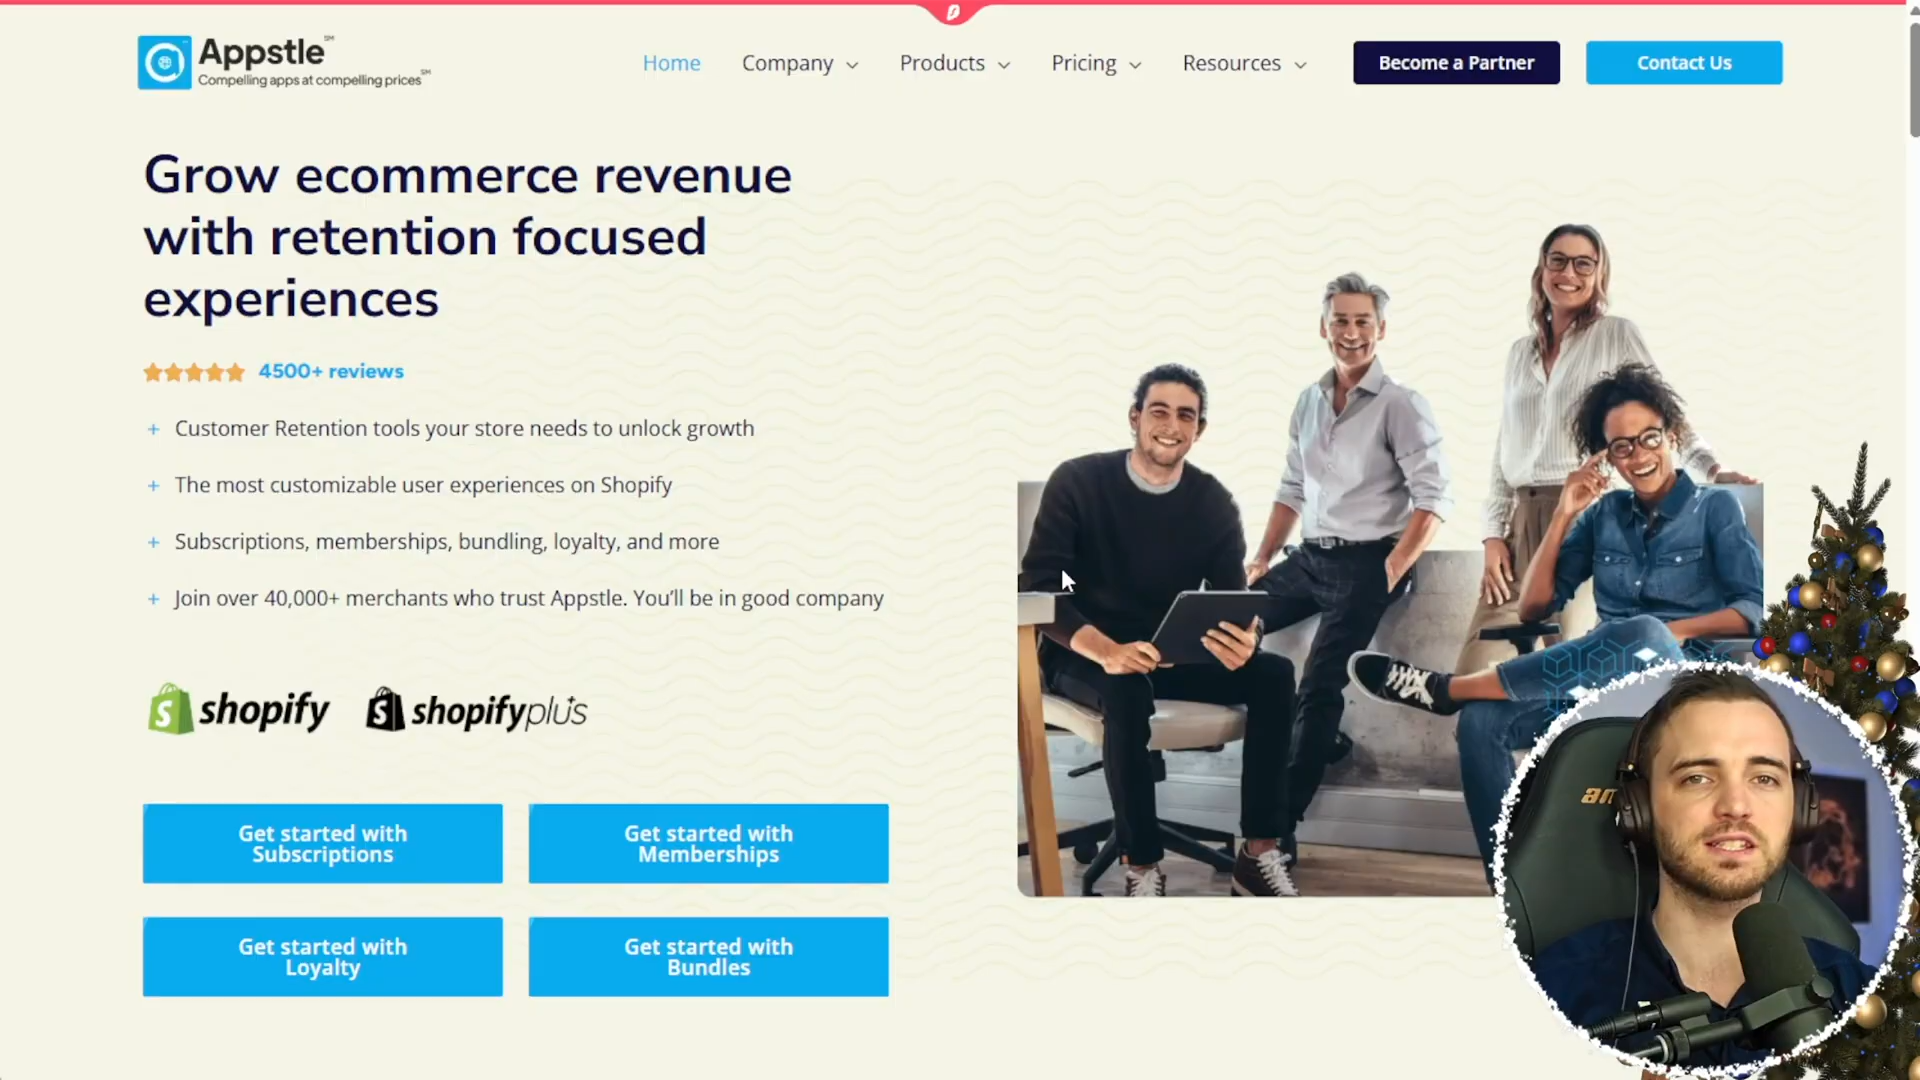 Appstle℠
Compelling apps at compelling prices℠
Home
Company
Products
Pricing
Resources
Become a Partner
Contact Us
Grow ecommerce revenue
with retention focused
experiences
4500+ reviews
+ Customer Retention tools your store needs to unlock growth
+ The most customizable user experiences on Shopify
+ Subscriptions, memberships, bundling, loyalty, and more
+ Join over 40,000+ merchants who trust Appstle. You’ll be in good company
shopify
shopifyplus
Get started with
Subscriptions
Get started with
Memberships
Get started with
Loyalty
Get started with
Bundles